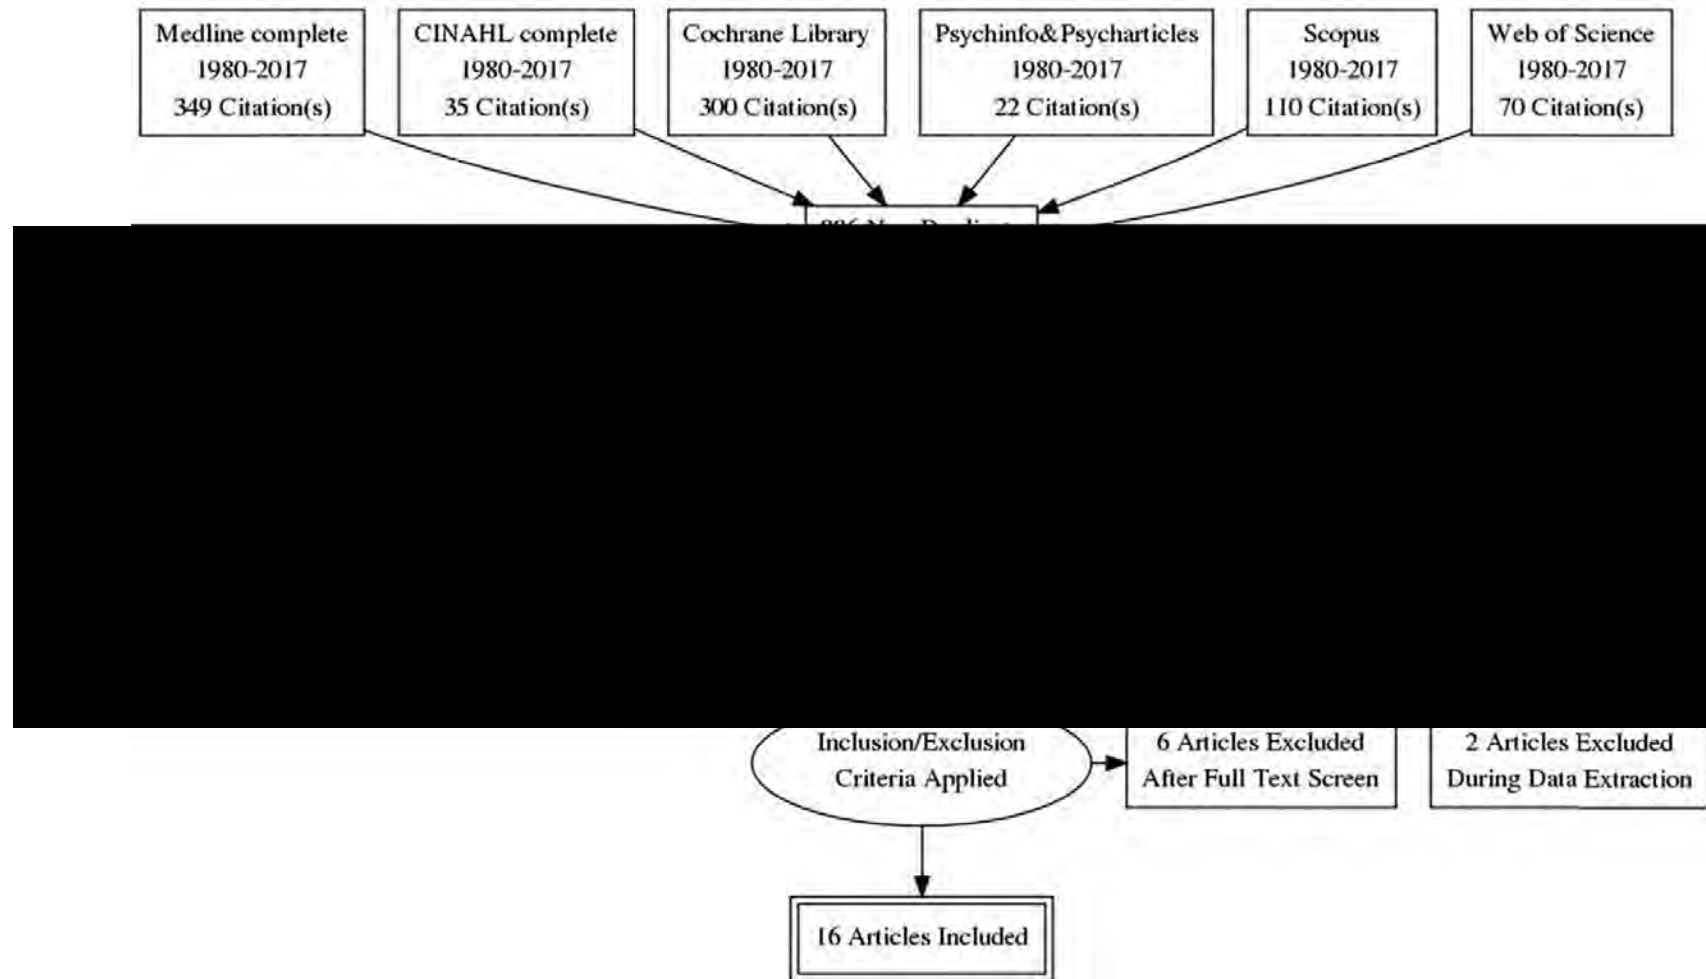 Medline complete
1980-2017
349 Citation(s)
CINAHL complete
1980-2017
35 Citation(s)
Cochrane Library
1980-2017
300 Citation(s)
Psychinfo&Psycharticles
1980-2017
22 Citation(s)
Scopus
1980-2017
110 Citation(s)
Web of Science
1980-2017
70 Citation(s)
Inclusion/Exclusion
Criteria Applied
6 Articles Excluded
After Full Text Screen
2 Articles Excluded
During Data Extraction
16 Articles Included